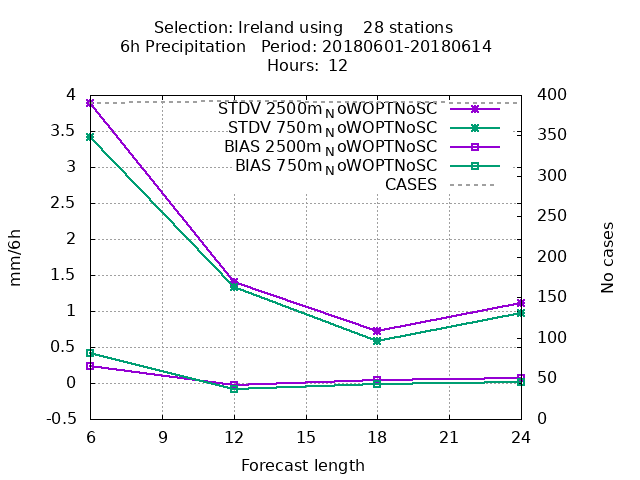 Selection: Ireland using    28 stations
6h Precipitation   Period: 20180601-20180614
Hours:  12
4
3.5
3
2.5
2
1.5
1
0.5
0
-0.5
mm/6h
STDV 2500m_NoWOPTNoSC
STDV 750m_NoWOPTNoSC
BIAS 2500m_NoWOPTNoSC
BIAS 750m_NoWOPTNoSC
CASES
400
350
300
250
200
150
100
50
0
No cases
6 9 12 15 18 21 24
Forecast length